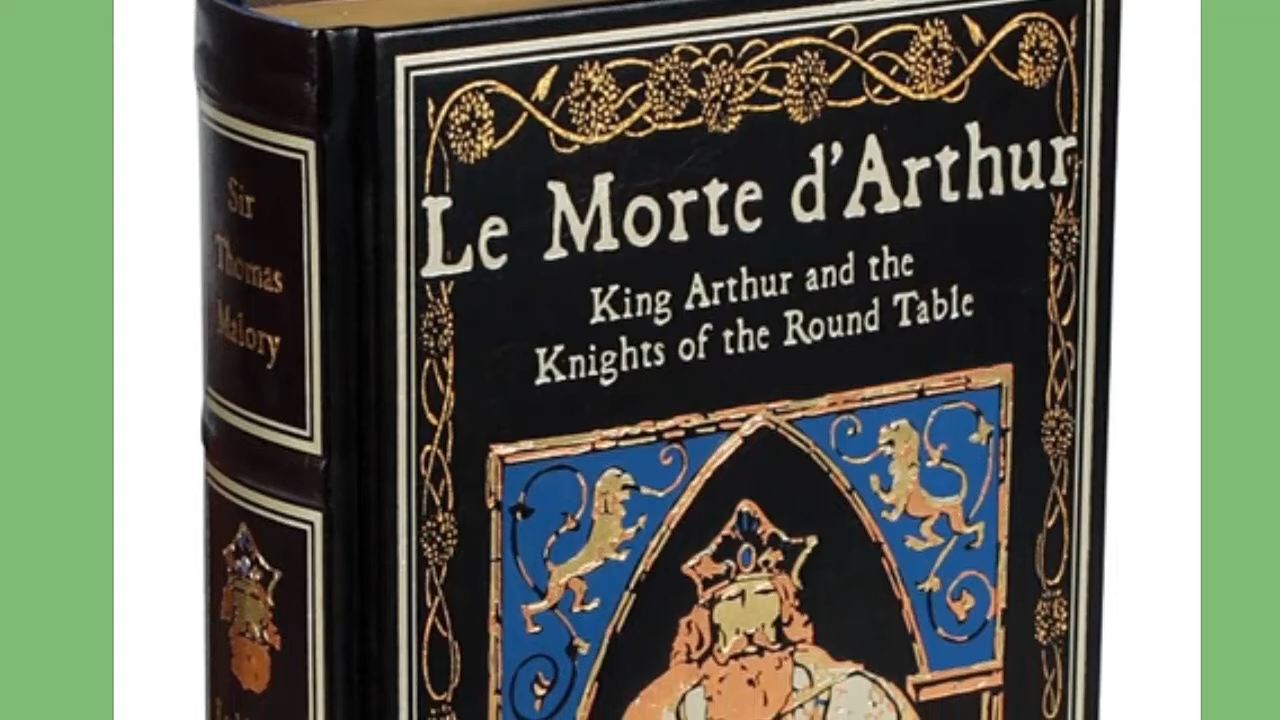 Sir
Thomas
Malory
Le Morte d'Arthur
King Arthur and the
Knights of the Round Table